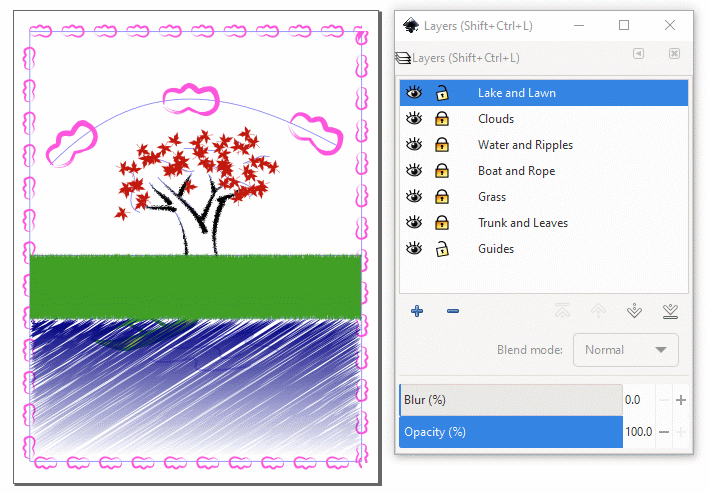 Layers (Shift+Ctrl+L)
Layers (Shift+Ctrl+L)
Lake and Lawn
Clouds
Water and Ripples
Boat and Rope
Grass
Trunk and Leaves
Guides
Blend mode: Normal
Blur (%) 0.0
Opacity (%) 100.0